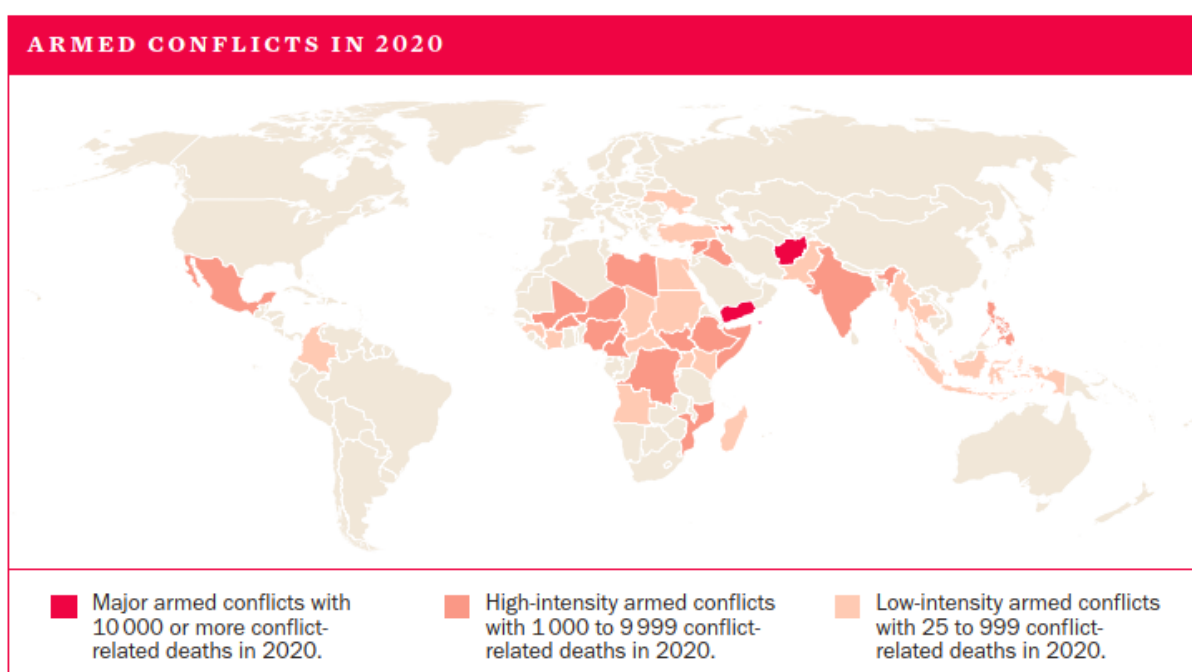 ARMED CONFLICTS IN 2020
Major armed conflicts with
10 000 or more conflict-
related deaths in 2020.
High-intensity armed conflicts
with 1 000 to 9 999 conflict-
related deaths in 2020.
Low-intensity armed conflicts
with 25 to 999 conflict-
related deaths in 2020.